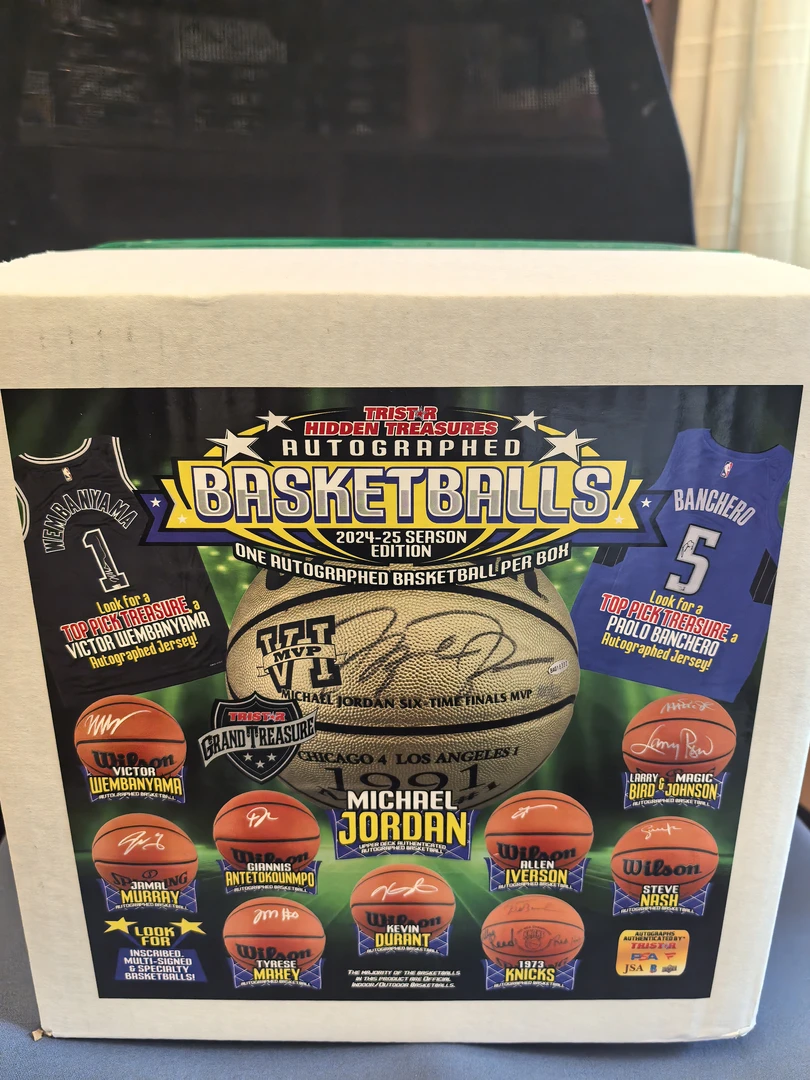 TRISTAR
HIDDEN TREASURES
AUTOGRAPHED
BASKETBALLS
2024-25 SEASON
EDITION
ONE AUTOGRAPHED BASKETBALL PER BOX
WEMBANYAMA
1
Look for a
TOP PICK TREASURE, a
VICTOR WEMBANYAMA
Autographed Jersey!
BANCHERO
5
Look for a
TOP PICK TREASURE, a
PAOLO BANCHERO
Autographed Jersey!
VI
MVP
MICHAEL JORDAN SIX-TIME FINALS MVP
CHICAGO 4 LOS ANGELES 1
1991
TRISTAR
GRAND TREASURE
MICHAEL
JORDAN
UPPER DECK AUTHENTICATED
AUTOGRAPHED BASKETBALL
Wilson
VICTOR
WEMBANYAMA
AUTOGRAPHED BASKETBALL
Larry Bird
LARRY BIRD & MAGIC JOHNSON
AUTOGRAPHED BASKETBALL
SPALDING
JAMAL
MURRAY
AUTOGRAPHED BASKETBALL
Wilson
GIANNIS
ANTETOKOUNMPO
AUTOGRAPHED BASKETBALL
Wilson
ALLEN
IVERSON
AUTOGRAPHED BASKETBALL
Wilson
STEVE
NASH
AUTOGRAPHED BASKETBALL
Wilson
TYRESE
MAXEY
AUTOGRAPHED BASKETBALL
Wilson
KEVIN
DURANT
AUTOGRAPHED BASKETBALL
1973
KNICKS
AUTOGRAPHED BASKETBALL
LOOK
FOR
INSCRIBED,
MULTI-SIGNED
& SPECIALTY
BASKETBALLS!
THE MAJORITY OF THE BASKETBALLS
IN THIS PRODUCT ARE OFFICIAL
INDOOR/OUTDOOR BASKETBALLS.
AUTOGRAPHS
AUTHENTICATED BY
TRISTAR
PSA
JSA B